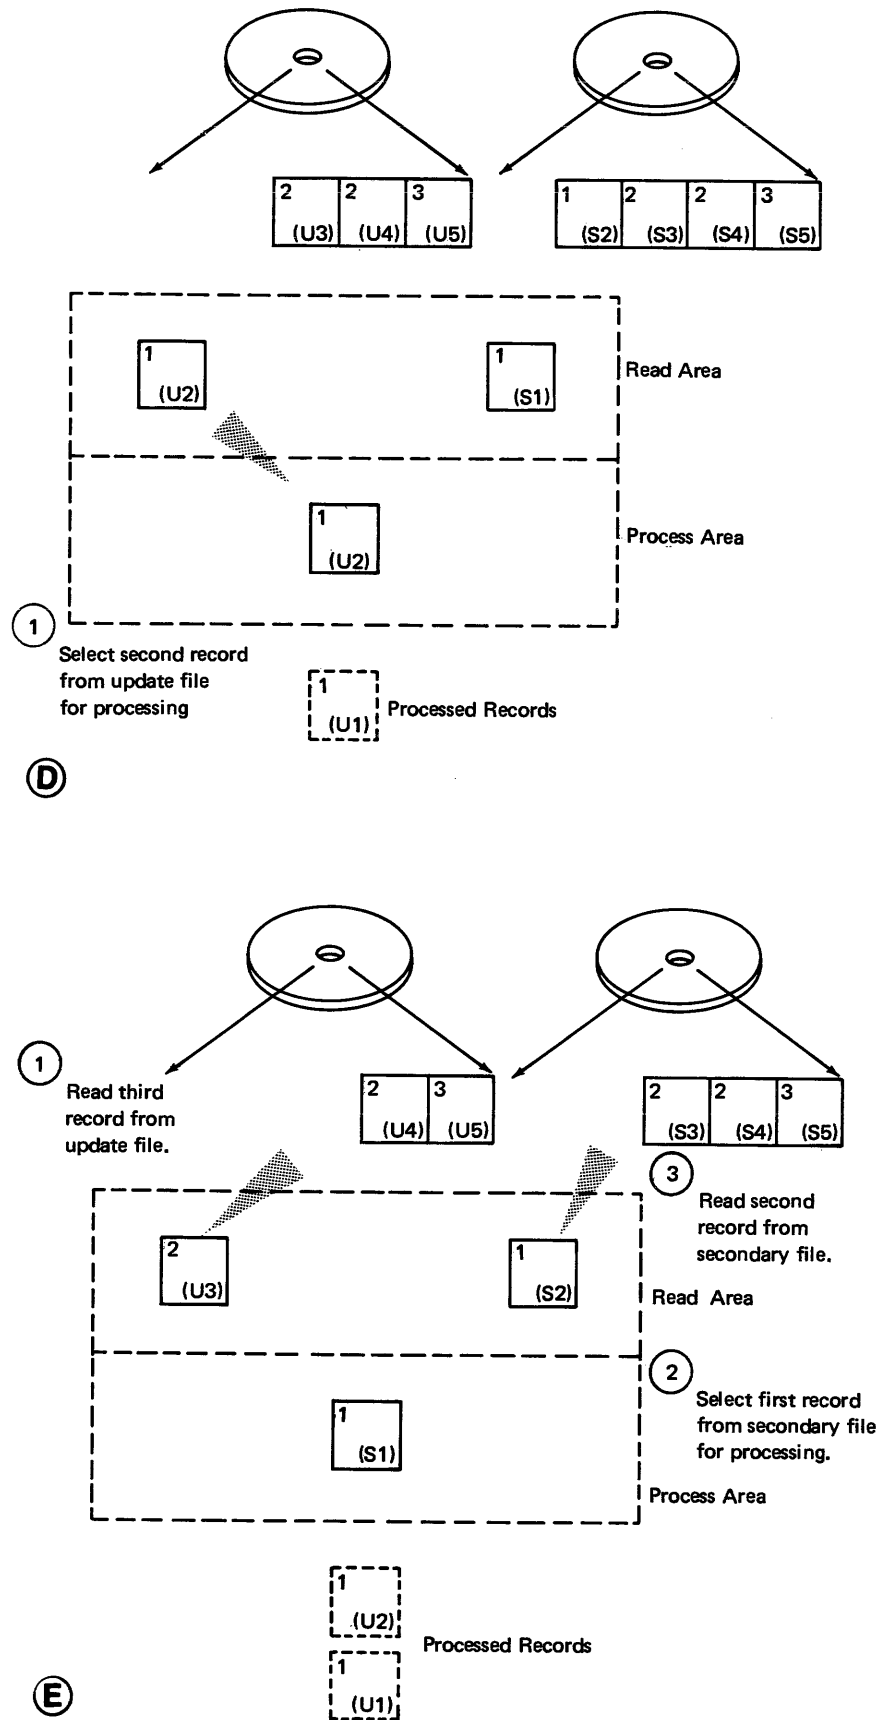 2 2 3
(U3) (U4) (U5)
1 2 2 3
(S2) (S3) (S4) (S5)
1
(U2)
1
(S1)
Read Area
1
(U2)
Process Area
1
Select second record
from update file
for processing
1
(U1)
Processed Records
D
1
Read third
record from
update file.
2 3
(U4) (U5)
2 2 3
(S3) (S4) (S5)
3
Read second
record from
secondary file.
2
(U3)
1
(S2)
Read Area
2
Select first record
from secondary file
for processing.
1
(S1)
Process Area
1
(U2)
Processed Records
1
(U1)
E